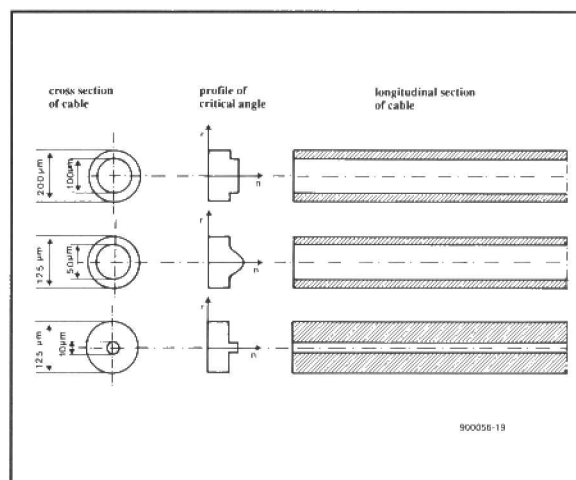 cross section
of cable
profile of
critical angle
longitudinal section
of cable
200 µm
100µm
r
n
125 µm
50µm
r
n
125 µm
10µm
r
n
900056-19